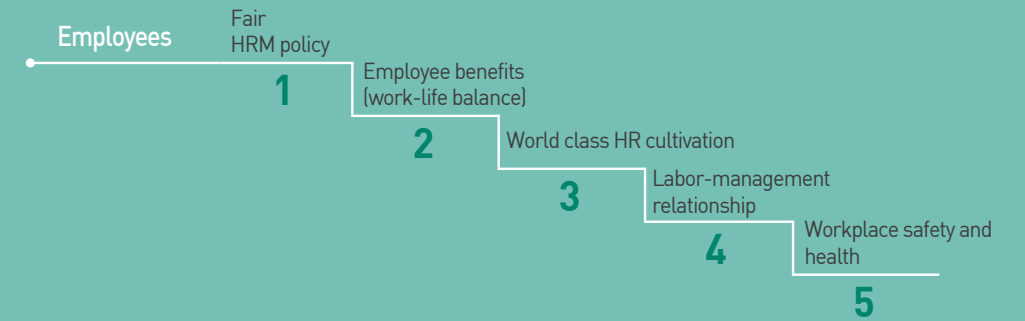 Employees
Fair
HRM policy
1
Employee benefits
(work-life balance)
2
World class HR cultivation
3
Labor-management
relationship
4
Workplace safety and
health
5